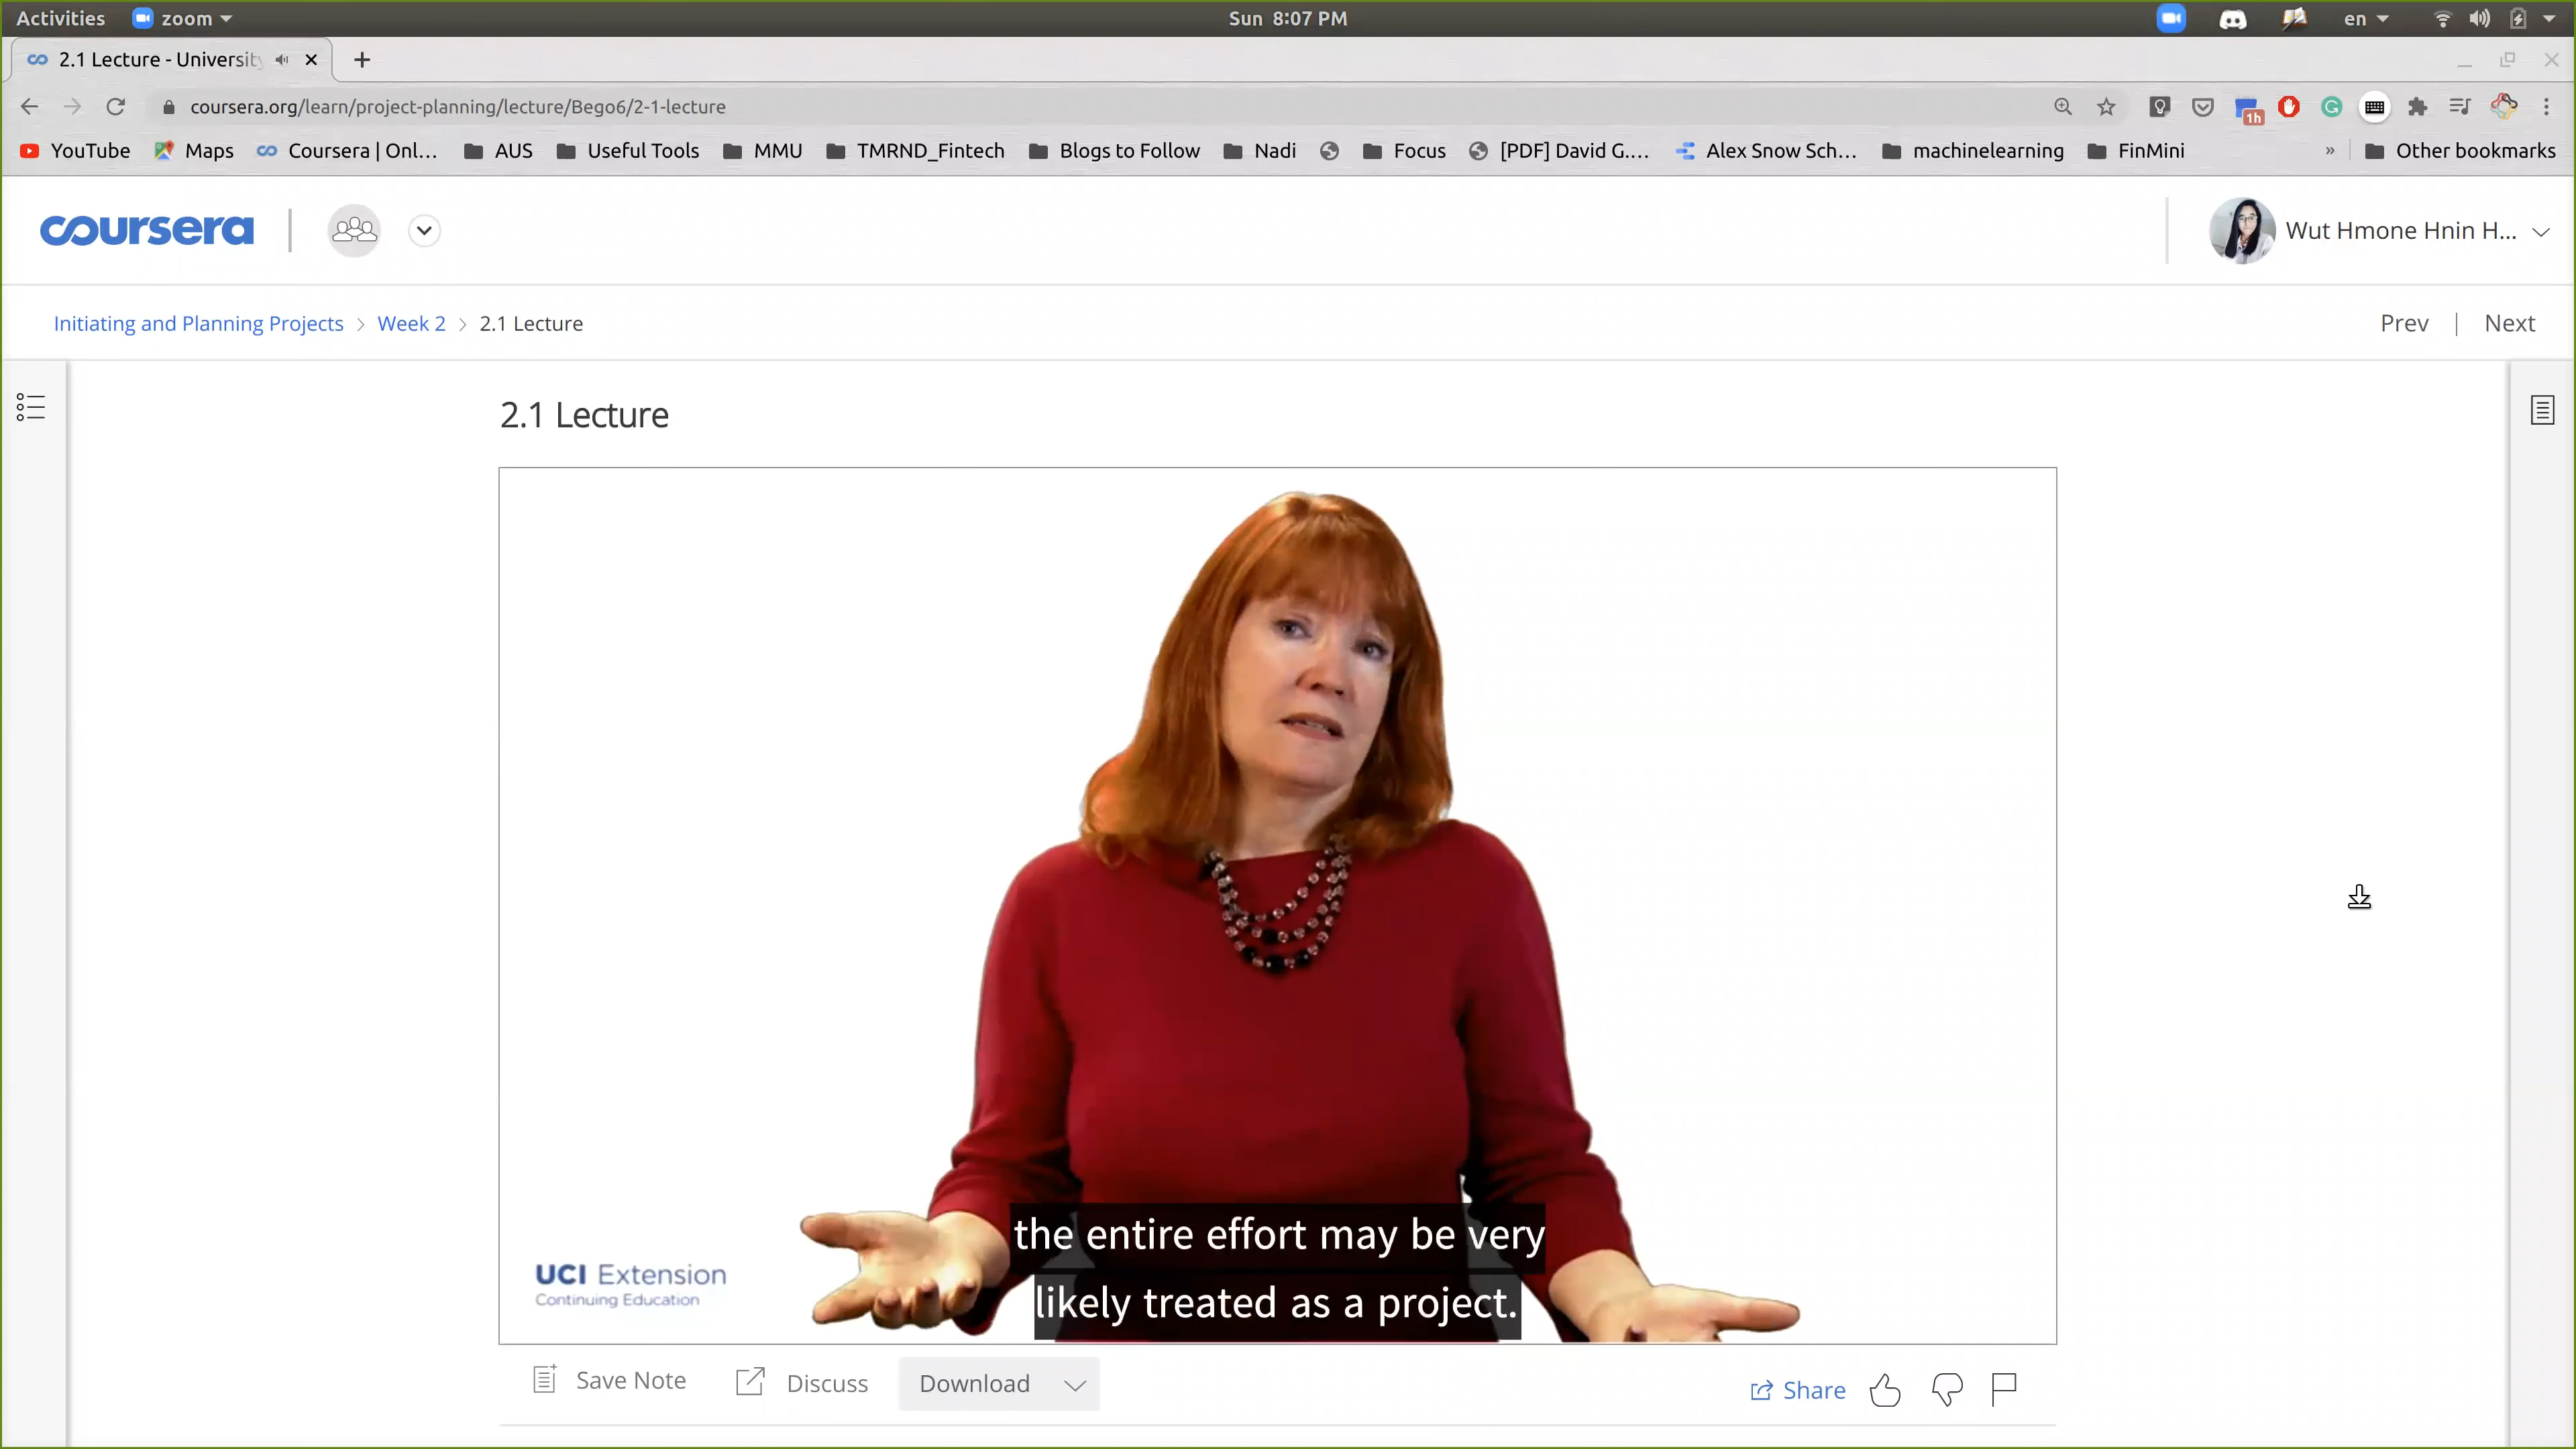 Activities zoom Sun 8:07 PM en
2.1 Lecture - Universit
coursera.org/learn/project-planning/lecture/Bego6/2-1-lecture 1h
YouTube Maps Coursera | Onl... AUS Useful Tools MMU TMRND_Fintech Blogs to Follow Nadi Focus [PDF] David G.... Alex Snow Sch... machinelearning FinMini » Other bookmarks
coursera Wut Hmone Hnin H...
Initiating and Planning Projects > Week 2 > 2.1 Lecture Prev | Next
2.1 Lecture
the entire effort may be very
likely treated as a project.
UCI Extension
Continuing Education
Save Note Discuss Download Share